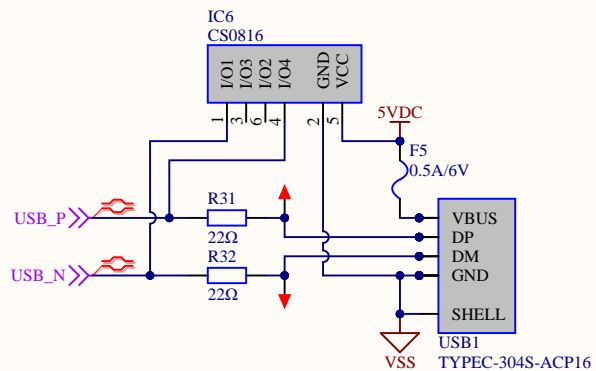 IC6
CS0816
I/O1
I/O3
I/O2
I/O4
GND
VCC
1
3
6
4
2
5
5VDC
F5
0.5A/6V
USB_P
R31
22Ω
USB_N
R32
22Ω
VBUS
DP
DM
GND
SHELL
VSS
USB1
TYPEC-304S-ACP16